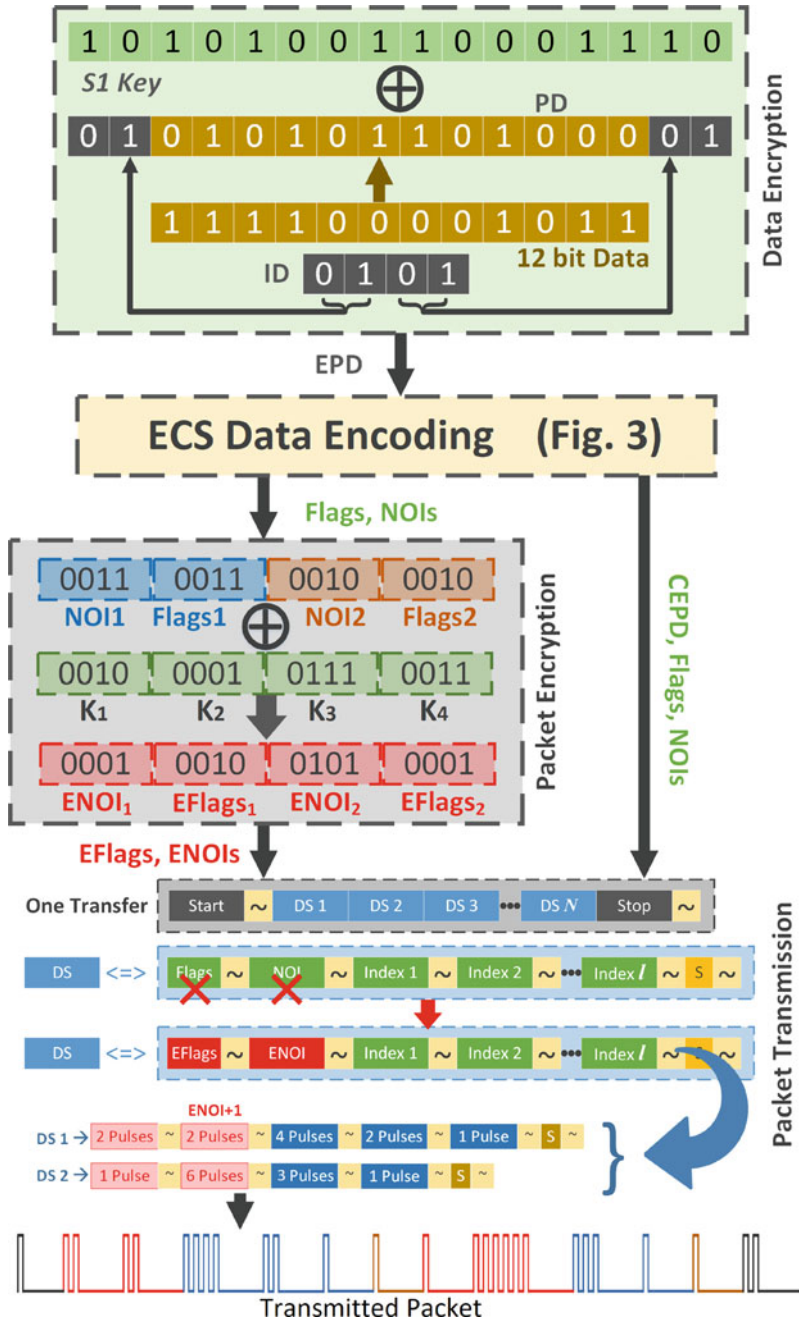 1 0 1 0 1 0 0 1 1 0 0 0 1 1 1 0
S1 Key
PD
0 1 0 1 0 1 0 1 1 0 1 0 0 0 0 1
1 1 1 1 0 0 0 0 1 0 1 1
12 bit Data
ID 0 1 0 1
Data Encryption
EPD
ECS Data Encoding (Fig. 3)
Flags, NOIs
CEPD, Flags, NOIs
0011 0011 0010 0010
NOI1 Flags1 NOI2 Flags2
0010 0001 0111 0011
K1 K2 K3 K4
0001 0010 0101 0001
ENOI1 EFlags1 ENOI2 EFlags2
Packet Encryption
EFlags, ENOIs
One Transfer Start ~ DS 1 DS 2 DS 3 ••• DS N Stop ~
DS <=> Flags ~ NOI ~ Index 1 ~ Index 2 ~ ••• Index l ~ S ~
DS <=> EFlags ~ ENOI ~ Index 1 ~ Index 2 ~ ••• Index l ~ S ~
Packet Transmission
ENOI+1
DS 1 → 2 Pulses ~ 2 Pulses ~ 4 Pulses ~ 2 Pulses ~ 1 Pulse ~ S ~
DS 2 → 1 Pulse ~ 6 Pulses ~ 3 Pulses ~ 1 Pulse ~ S ~
Transmitted Packet